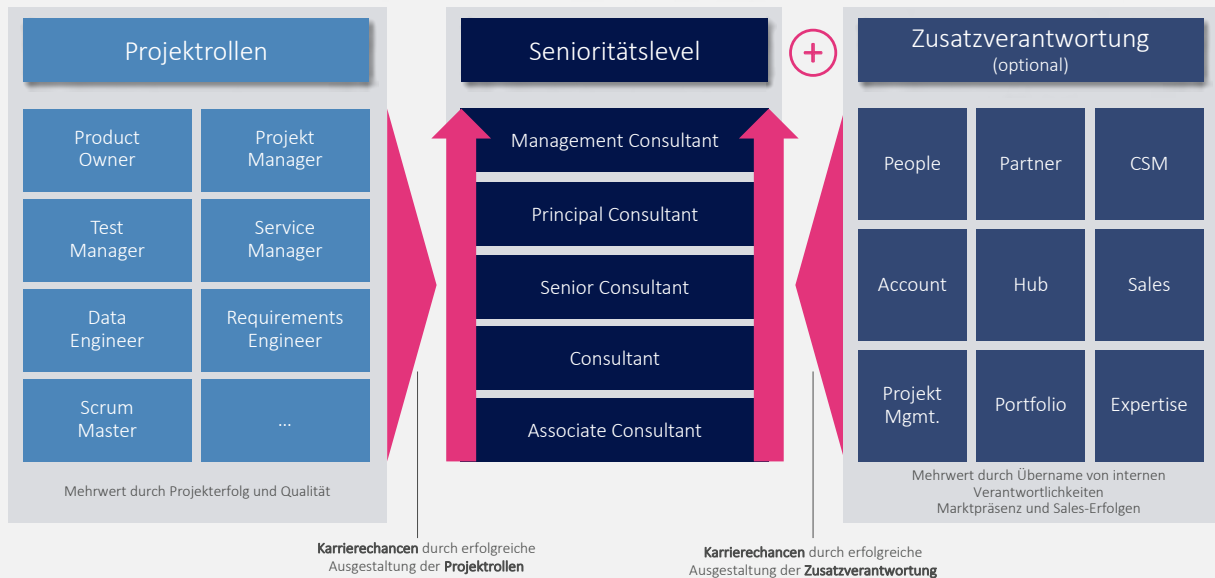 Projektrollen
Product
Owner
Projekt
Manager
Test
Manager
Service
Manager
Data
Engineer
Requirements
Engineer
Scrum
Master
...
Mehrwert durch Projekterfolg und Qualität
Senioritätslevel
Management Consultant
Principal Consultant
Senior Consultant
Consultant
Associate Consultant
+
Zusatzverantwortung
(optional)
People
Partner
CSM
Account
Hub
Sales
Projekt
Mgmt.
Portfolio
Expertise
Mehrwert durch Übername von internen
Verantwortlichkeiten
Marktpräsenz und Sales-Erfolgen
Karrierechancen durch erfolgreiche
Ausgestaltung der Projektrollen
Karrierechancen durch erfolgreiche
Ausgestaltung der Zusatzverantwortung